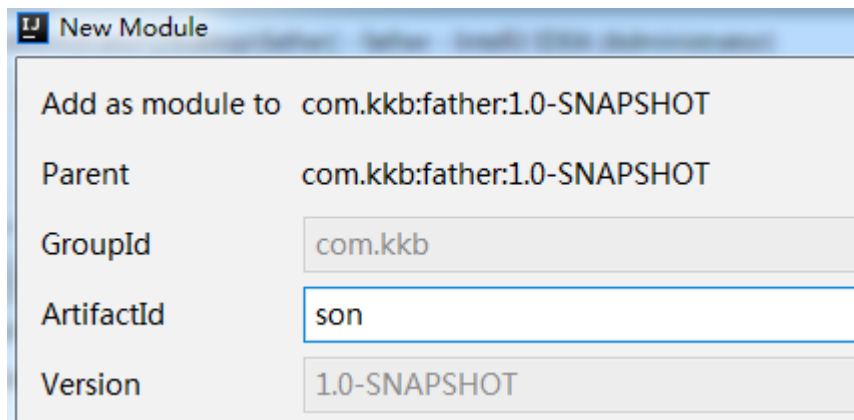 IJ New Module
Add as module to com.kkb:father:1.0-SNAPSHOT
Parent com.kkb:father:1.0-SNAPSHOT
GroupId com.kkb
ArtifactId son
Version 1.0-SNAPSHOT